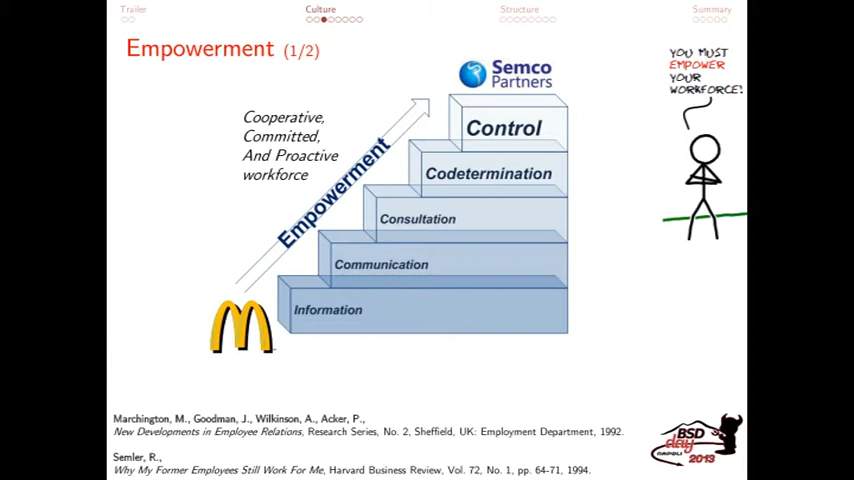 Trailer
Culture
Structure
Summary
Empowerment (1/2)
Semco
Partners
YOU MUST
EMPOWER
YOUR
WORKFORCE!
Cooperative,
Committed,
And Proactive
workforce
Empowerment
Control
Codetermination
Consultation
Communication
Information
Marchington, M., Goodman, J., Wilkinson, A., Acker, P.,
New Developments in Employee Relations, Research Series, No. 2, Sheffield, UK: Employment Department, 1992.
Semler, R.,
Why My Former Employees Still Work For Me, Harvard Business Review, Vol. 72, No. 1, pp. 64-71, 1994.
BSD
day
NAPOLI
2013